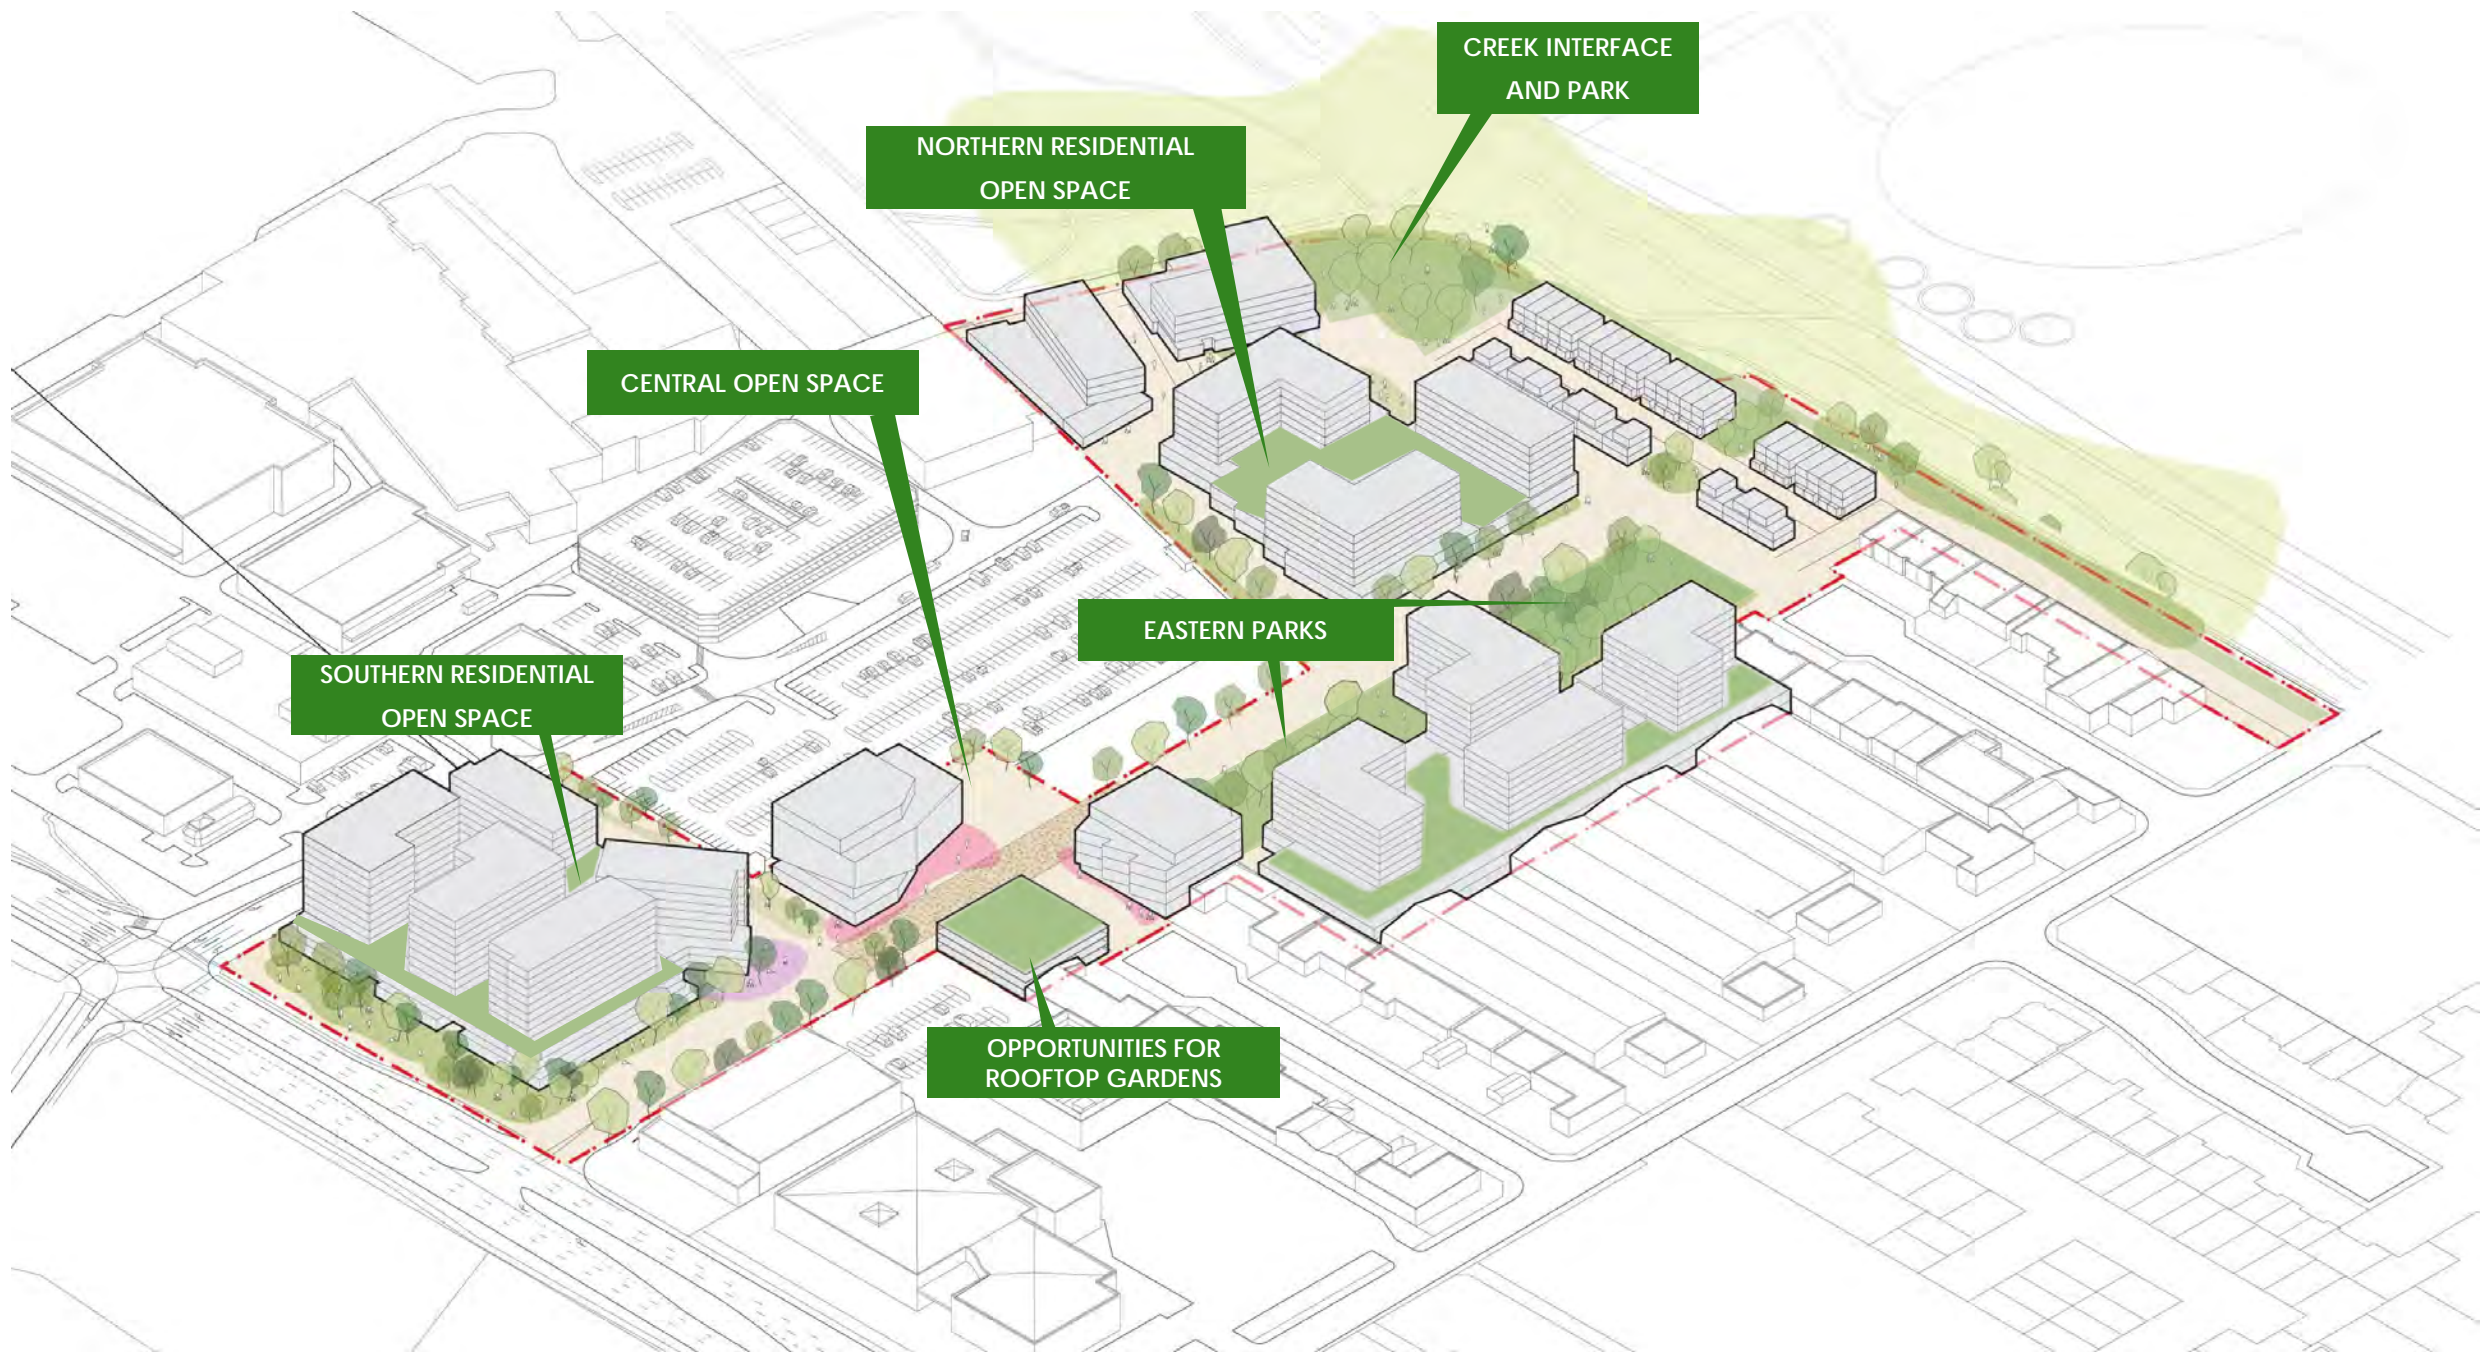 CREEK INTERFACE
AND PARK
NORTHERN RESIDENTIAL
OPEN SPACE
CENTRAL OPEN SPACE
EASTERN PARKS
SOUTHERN RESIDENTIAL
OPEN SPACE
OPPORTUNITIES FOR
ROOFTOP GARDENS